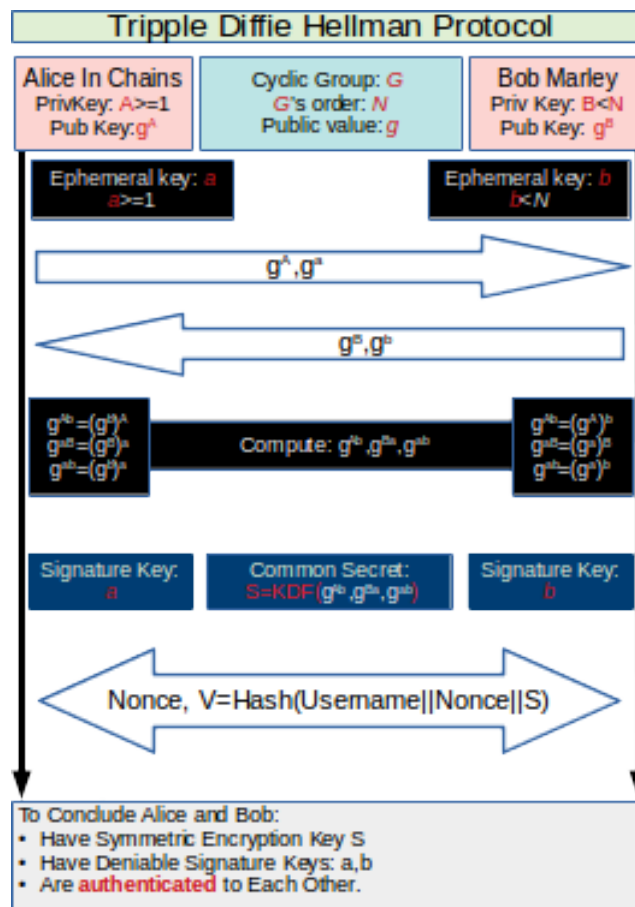 Tripple Diffie Hellman Protocol
Alice In Chains
PrivKey: A>=1
Pub Key:g^A
Cyclic Group: G
G's order: N
Public value: g
Bob Marley
Priv Key: B<N
Pub Key: g^B
Ephemeral key: a
a>=1
Ephemeral key: b
b<N
g^A,g^a
g^B,g^b
g^Ab=(g^b)^A
g^aB=(g^B)^a
g^ab=(g^b)^a
Compute: g^Ab,g^Ba,g^ab
g^Ab=(g^A)^b
g^aB=(g^a)^B
g^ab=(g^a)^b
Signature Key:
a
Common Secret:
S=KDF(g^Ab,g^Ba,g^ab)
Signature Key:
b
Nonce, V=Hash(Username||Nonce||S)
To Conclude Alice and Bob:
• Have Symmetric Encryption Key S
• Have Deniable Signature Keys: a,b
• Are authenticated to Each Other.